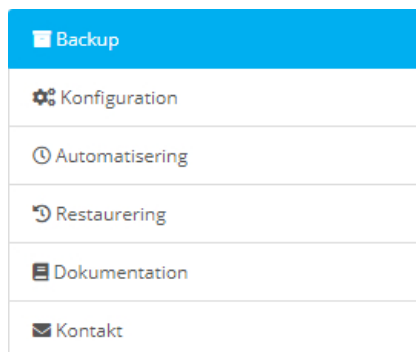 Backup
Konfiguration
Automatisering
Restaurering
Dokumentation
Kontakt